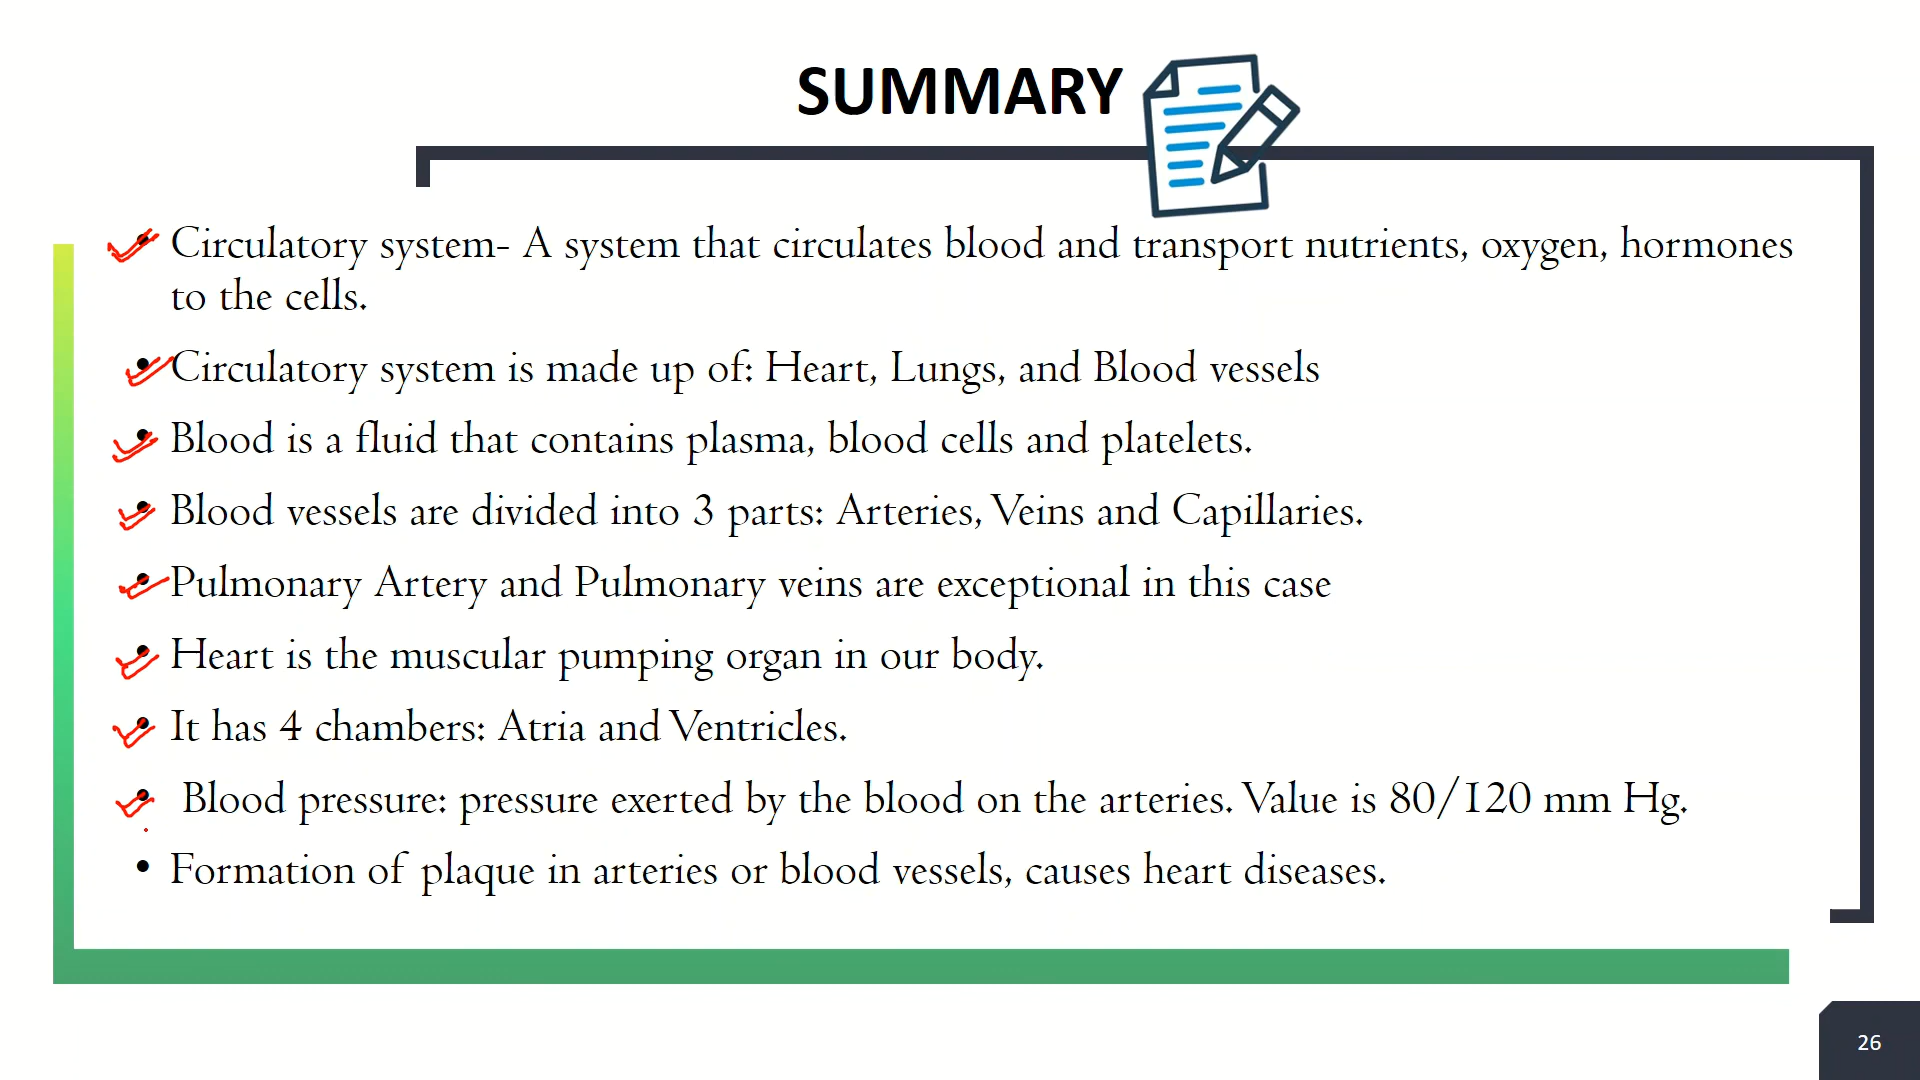 SUMMARY
• Circulatory system- A system that circulates blood and transport nutrients, oxygen, hormones
to the cells.
• Circulatory system is made up of: Heart, Lungs, and Blood vessels
• Blood is a fluid that contains plasma, blood cells and platelets.
• Blood vessels are divided into 3 parts: Arteries, Veins and Capillaries.
• Pulmonary Artery and Pulmonary veins are exceptional in this case
• Heart is the muscular pumping organ in our body.
• It has 4 chambers: Atria and Ventricles.
• Blood pressure: pressure exerted by the blood on the arteries. Value is 80/120 mm Hg.
• Formation of plaque in arteries or blood vessels, causes heart diseases.
26